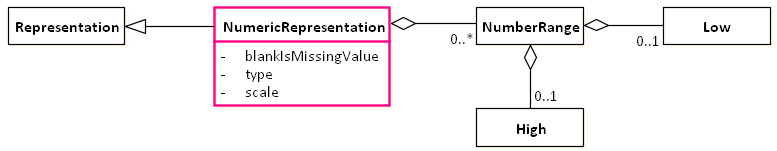 Representation
NumericRepresentation
- blankIsMissingValue
- type
- scale
NumberRange
0..*
Low
0..1
0..1
High